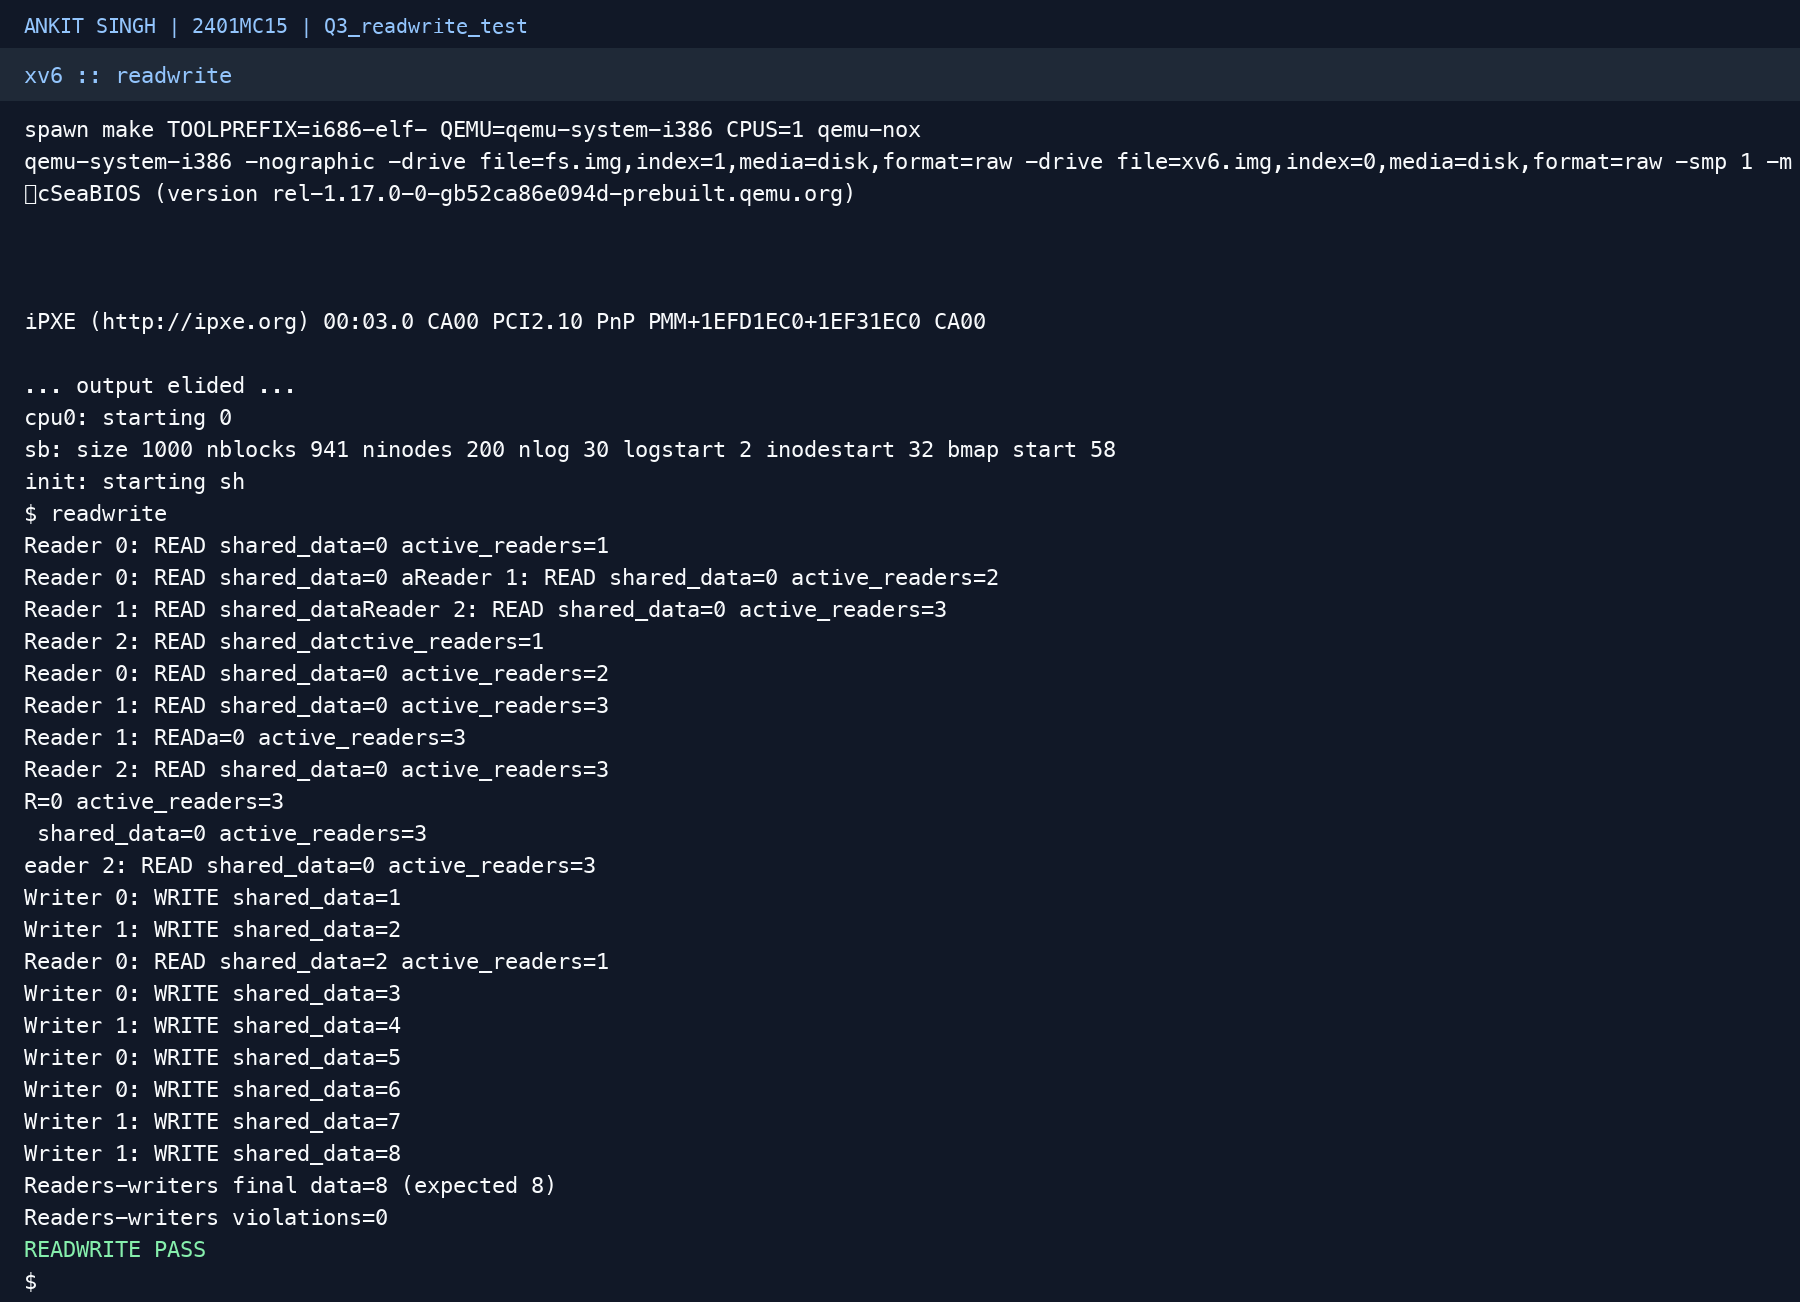 ANKIT SINGH | 2401MC15 | Q3_readwrite_test
xv6 :: readwrite
spawn make TOOLPREFIX=i686-elf- QEMU=qemu-system-i386 CPUS=1 qemu-nox
qemu-system-i386 -nographic -drive file=fs.img,index=1,media=disk,format=raw -drive file=xv6.img,index=0,media=disk,format=raw -smp 1 -m
▯cSeaBIOS (version rel-1.17.0-0-gb52ca86e094d-prebuilt.qemu.org)
iPXE (http://ipxe.org) 00:03.0 CA00 PCI2.10 PnP PMM+1EFD1EC0+1EF31EC0 CA00
... output elided ...
cpu0: starting 0
sb: size 1000 nblocks 941 ninodes 200 nlog 30 logstart 2 inodestart 32 bmap start 58
init: starting sh
$ readwrite
Reader 0: READ shared_data=0 active_readers=1
Reader 0: READ shared_data=0 aReader 1: READ shared_data=0 active_readers=2
Reader 1: READ shared_dataReader 2: READ shared_data=0 active_readers=3
Reader 2: READ shared_datctive_readers=1
Reader 0: READ shared_data=0 active_readers=2
Reader 1: READ shared_data=0 active_readers=3
Reader 1: READa=0 active_readers=3
Reader 2: READ shared_data=0 active_readers=3
R=0 active_readers=3
 shared_data=0 active_readers=3
eader 2: READ shared_data=0 active_readers=3
Writer 0: WRITE shared_data=1
Writer 1: WRITE shared_data=2
Reader 0: READ shared_data=2 active_readers=1
Writer 0: WRITE shared_data=3
Writer 1: WRITE shared_data=4
Writer 0: WRITE shared_data=5
Writer 0: WRITE shared_data=6
Writer 1: WRITE shared_data=7
Writer 1: WRITE shared_data=8
Readers-writers final data=8 (expected 8)
Readers-writers violations=0
READWRITE PASS
$